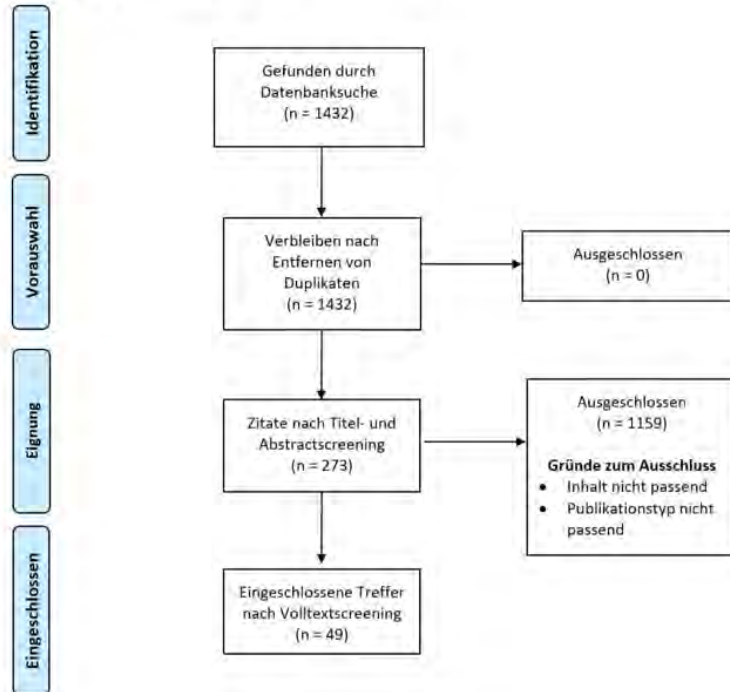 Identifikation
Gefunden durch
Datenbanksuche
(n = 1432)
Vorauswahl
Verbleiben nach
Entfernen von
Duplikaten
(n = 1432)
Ausgeschlossen
(n = 0)
Eignung
Zitate nach Titel- und
Abstractscreening
(n = 273)
Ausgeschlossen
(n = 1159)
Gründe zum Ausschluss
• Inhalt nicht passend
• Publikationstyp nicht
passend
Eingeschlossen
Eingeschlossene Treffer
nach Volltextscreening
(n = 49)